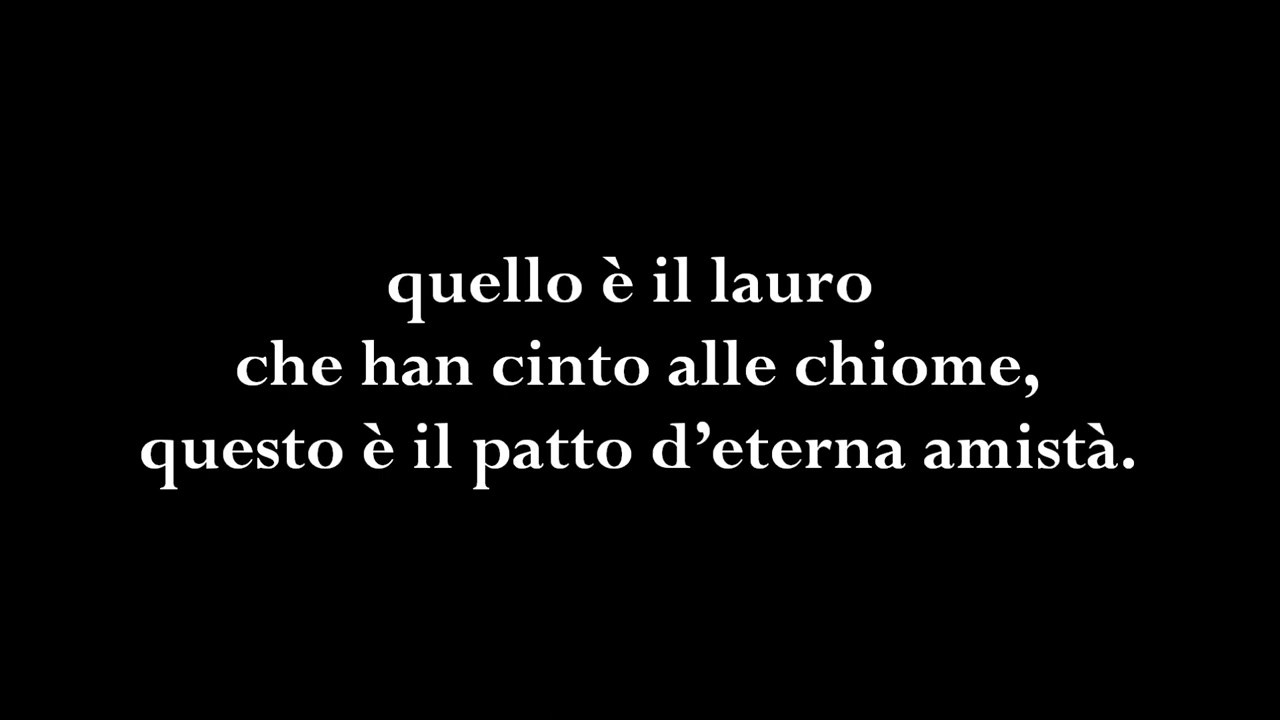 quello è il lauro
che han cinto alle chiome,
questo è il patto d’eterna amistà.